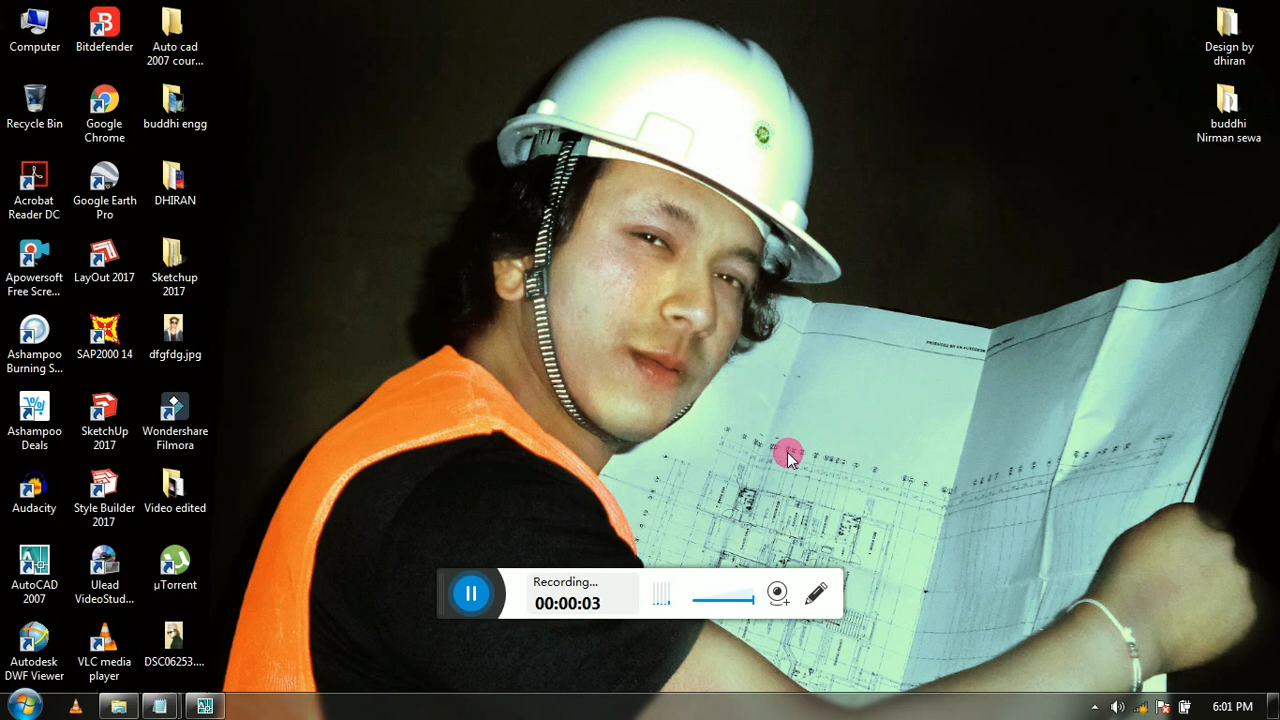 Computer
Bitdefender
Auto cad
2007 cour...
Recycle Bin
Google
Chrome
buddhi engg
Acrobat
Reader DC
Google Earth
Pro
DHIRAN
Apowersoft
Free Scre...
LayOut 2017
Sketchup
2017
Ashampoo
Burning S...
SAP2000 14
dfgfdg.jpg
Ashampoo
Deals
SketchUp
2017
Wondershare
Filmora
Audacity
Style Builder
2017
Video edited
AutoCAD
2007
Ulead
VideoStud...
µTorrent
Autodesk
DWF Viewer
VLC media
player
DSC06253....
Design by
dhiran
buddhi
Nirman sewa
Recording...
00:00:03
6:01 PM